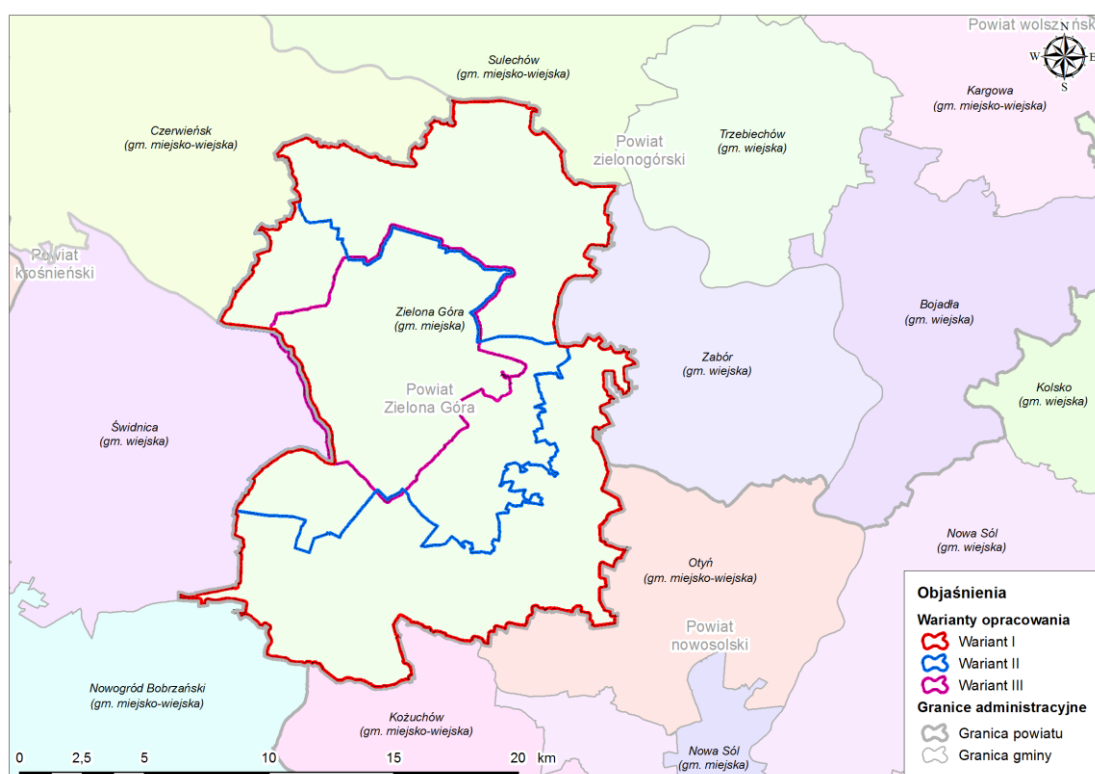 Powiat wolsztyński
N
W
E
S
Sulechów
(gm. miejsko-wiejska)
Kargowa
(gm. miejsko-wiejska)
Czerwieńsk
(gm. miejsko-wiejska)
Trzebiechów
(gm. wiejska)
Powiat
zielonogórski
Powiat
krośnieński
Zielona Góra
(gm. miejska)
Bojadła
(gm. wiejska)
Zabór
(gm. wiejska)
Kolsko
(gm. wiejska)
Powiat
Zielona Góra
Świdnica
(gm. wiejska)
Nowa Sól
(gm. wiejska)
Otyń
(gm. miejsko-wiejska)
Powiat
nowosolski
Nowogród Bobrzański
(gm. miejsko-wiejska)
Kożuchów
(gm. miejsko-wiejska)
Nowa Sól
(gm. miejska)
Objaśnienia
Warianty opracowania
Wariant I
Wariant II
Wariant III
Granice administracyjne
Granica powiatu
Granica gminy
0 2,5 5 10 15 20 km